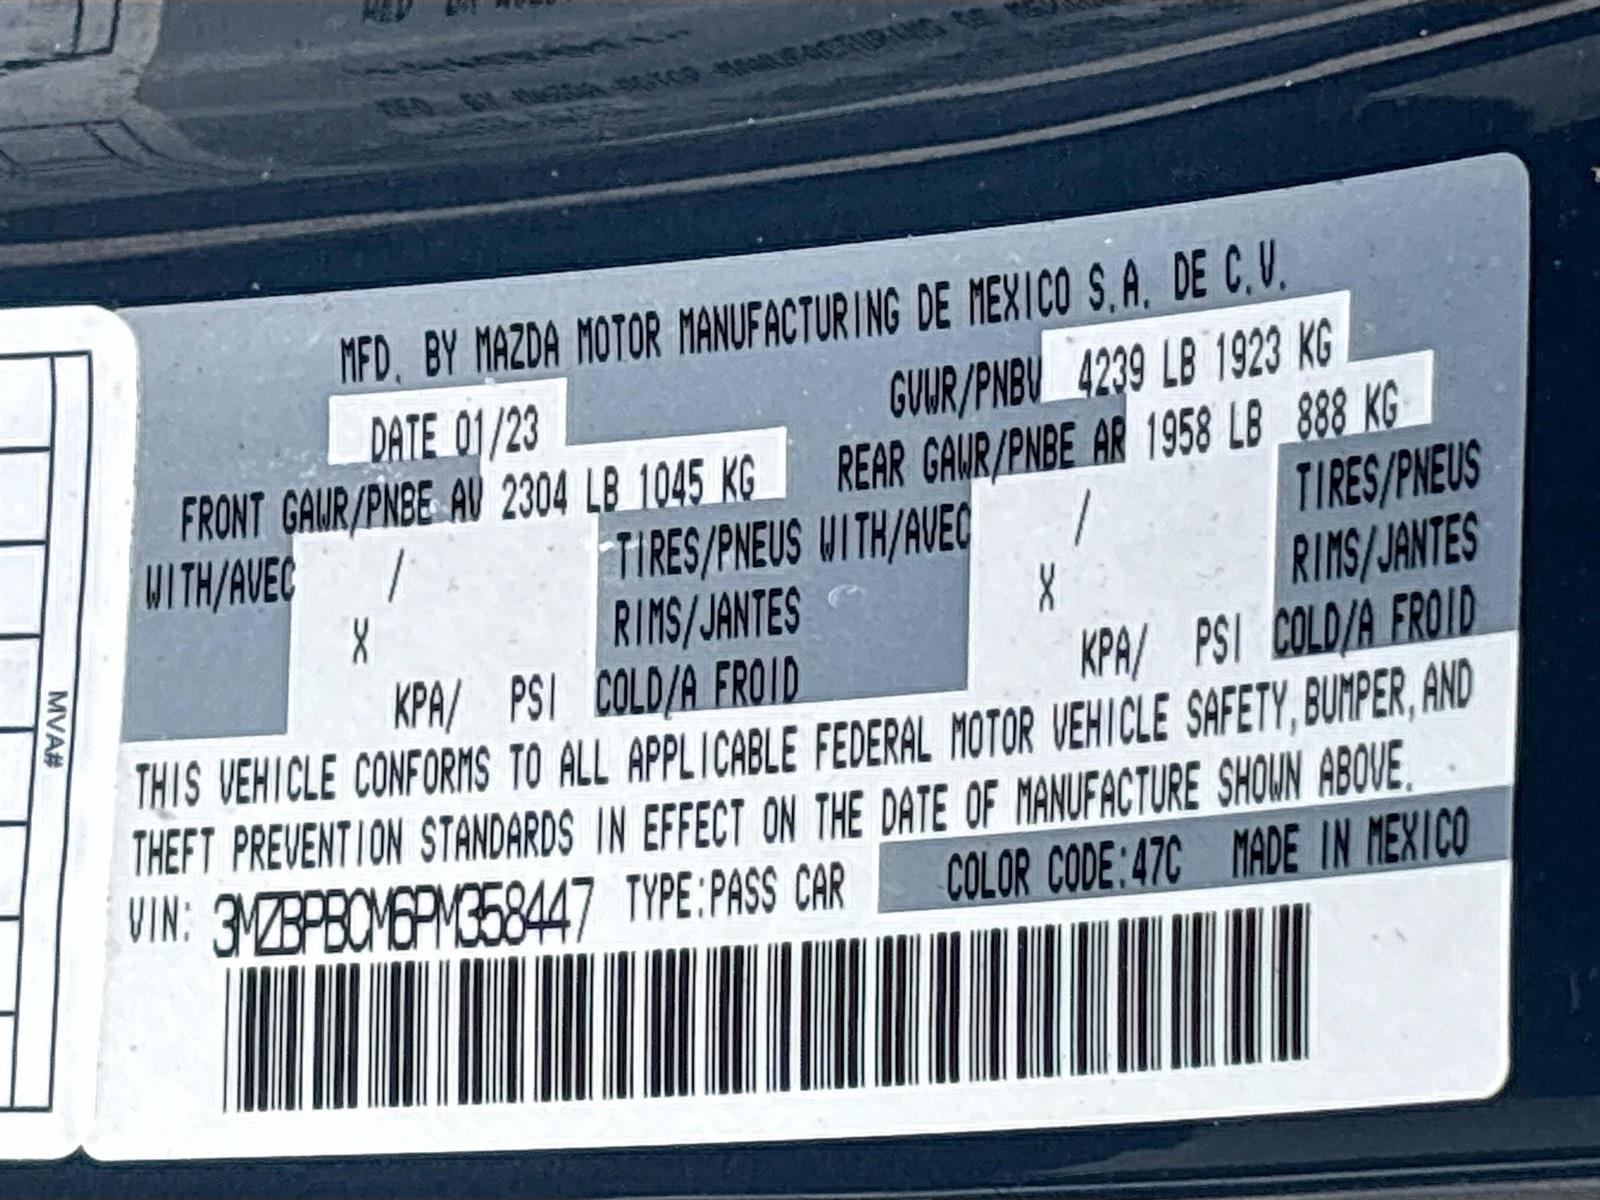 MFD. BY MAZDA MOTOR MANUFACTURING DE MEXICO S.A. DE C.V.
DATE 01/23 GVWR/PNBV 4239 LB 1923 KG
FRONT GAWR/PNBE AV 2304 LB 1045 KG REAR GAWR/PNBE AR 1958 LB 888 KG
WITH/AVEC / TIRES/PNEUS WITH/AVEC / TIRES/PNEUS
X RIMS/JANTES X RIMS/JANTES
KPA/ PSI COLD/A FROID KPA/ PSI COLD/A FROID
THIS VEHICLE CONFORMS TO ALL APPLICABLE FEDERAL MOTOR VEHICLE SAFETY, BUMPER, AND
THEFT PREVENTION STANDARDS IN EFFECT ON THE DATE OF MANUFACTURE SHOWN ABOVE.
VIN: 3MZBPBCM6PM358447 TYPE:PASS CAR COLOR CODE:47C MADE IN MEXICO
MVA#